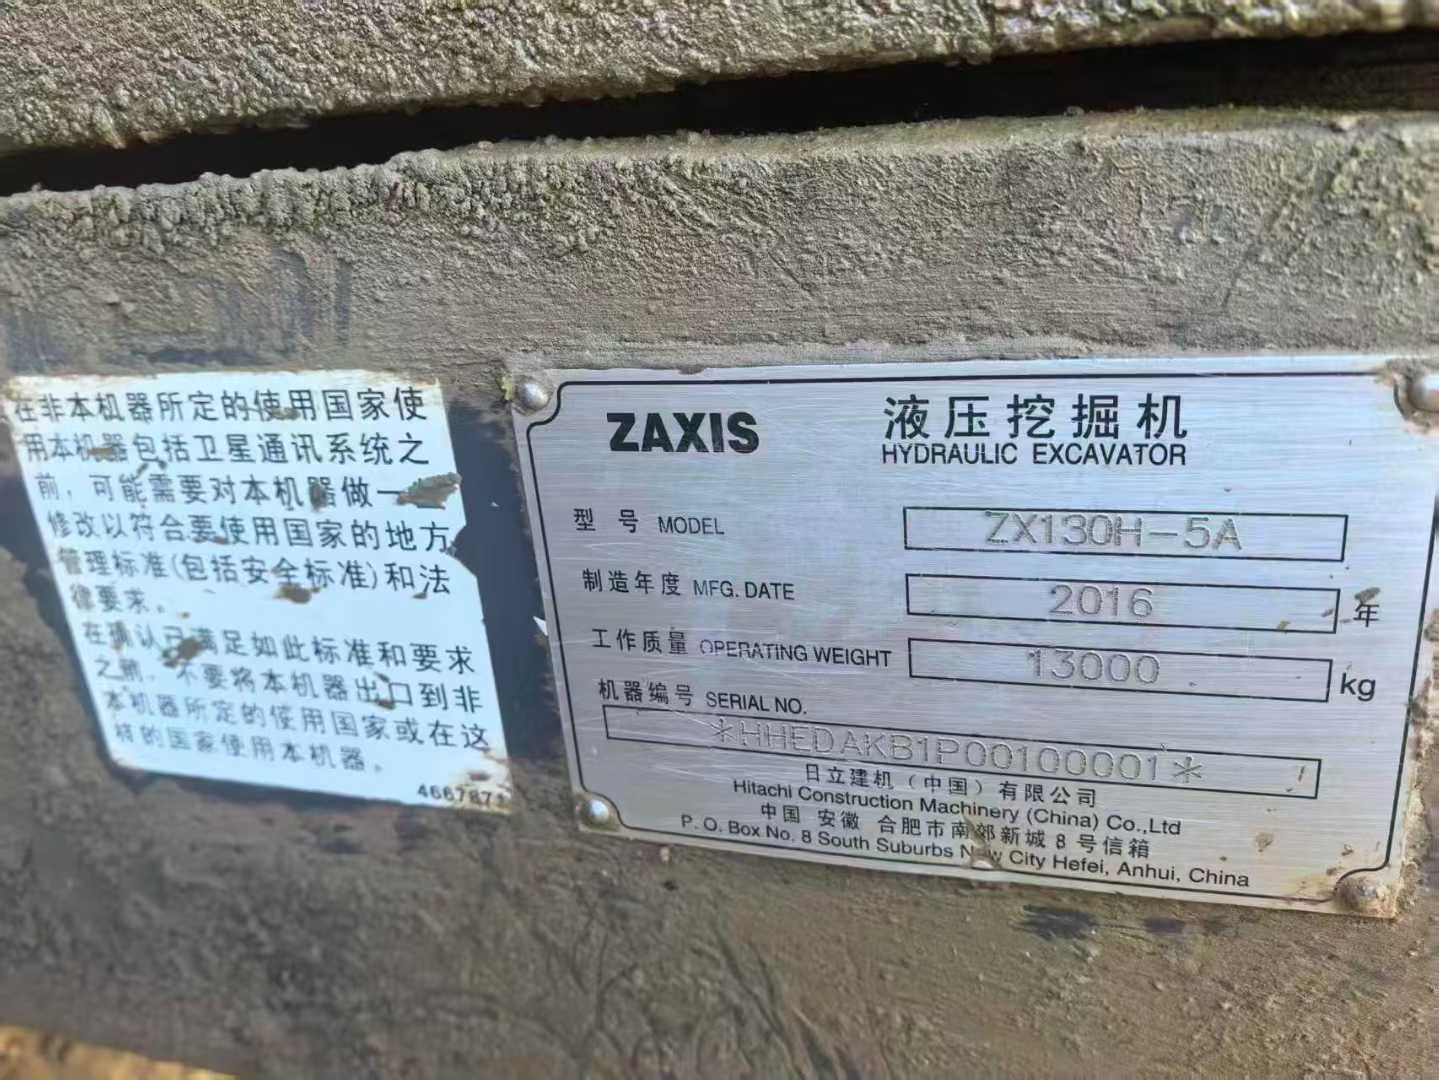 在非本机器所定的使用国家使
用本机器包括卫星通讯系统之
前，可能需要对本机器做一
修改以符合要使用国家的地方
管理标准(包括安全标准)和法
律要求。
在确认已满足如此标准和要求
之前，不要将本机器出口到非
本机器所定的使用国家或在这
样的国家使用本机器。
4667871
ZAXIS
液压挖掘机
HYDRAULIC EXCAVATOR
型号 MODEL ZX130H-5A
制造年度 MFG. DATE 2016 年
工作质量 OPERATING WEIGHT 13000 kg
机器编号 SERIAL NO.
*HHEDAKB1P00100001*
日立建机（中国）有限公司
Hitachi Construction Machinery (China) Co.,Ltd
中国 安徽 合肥市南郊新城 8 号信箱
P. O. Box No. 8 South Suburbs New City Hefei, Anhui, China